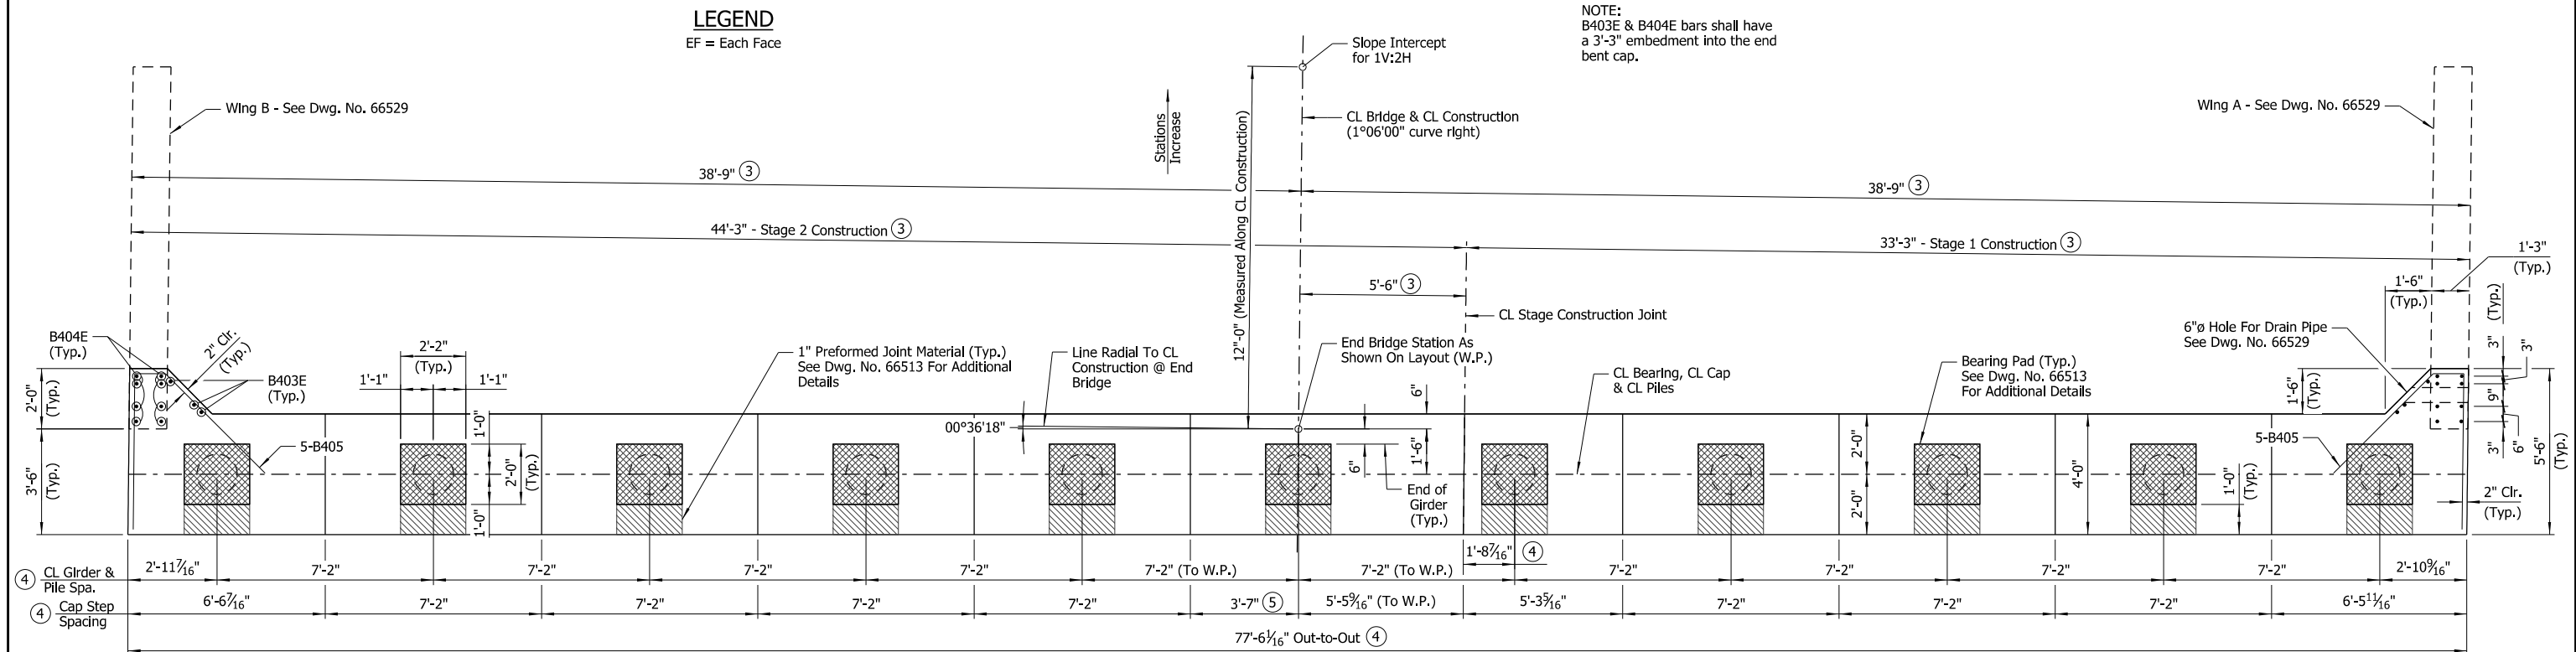 LEGEND
EF = Each Face
NOTE:
B403E & B404E bars shall have
a 3'-3" embedment into the end
bent cap.
Slope Intercept
for 1V:2H
Wing B - See Dwg. No. 66529
Stations
Increase
12'-0" (Measured Along CL Construction)
CL Bridge & CL Construction
(1°06'00" curve right)
Wing A - See Dwg. No. 66529
38'-9" ③
38'-9" ③
44'-3" - Stage 2 Construction ③
33'-3" - Stage 1 Construction ③
1'-3"
(Typ.)
5'-6" ③
1'-6"
(Typ.)
CL Stage Construction Joint
B404E
(Typ.)
2" Clr.
(Typ.)
2'-2"
(Typ.)
1'-1"
1'-1"
B403E
(Typ.)
1" Preformed Joint Material (Typ.)
See Dwg. No. 66513 For Additional
Details
Line Radial To CL
Construction @ End
Bridge
End Bridge Station As
Shown On Layout (W.P.)
CL Bearing, CL Cap
& CL Piles
Bearing Pad (Typ.)
See Dwg. No. 66513
For Additional Details
6"ø Hole For Drain Pipe
See Dwg. No. 66529
3" (Typ.)
3"
9"
6"
3"
2'-0"
(Typ.)
3'-6"
(Typ.)
5-B405
1'-0"
1'-0"
2'-0"
(Typ.)
00°36'18"
6"
1'-6"
6"
End of
Girder
(Typ.)
2'-0"
2'-0"
4'-0"
1'-6"
(Typ.)
5-B405
1'-0"
(Typ.)
5'-6"
(Typ.)
2" Clr.
(Typ.)
1'-8 7/16" ④
④ CL Girder &
Pile Spa.
2'-11 7/16"
7'-2"
7'-2"
7'-2"
7'-2"
7'-2" (To W.P.)
7'-2" (To W.P.)
7'-2"
7'-2"
7'-2"
7'-2"
2'-10 9/16"
④ Cap Step
Spacing
6'-6 7/16"
7'-2"
7'-2"
7'-2"
7'-2"
3'-7" ⑤
5'-5 9/16" (To W.P.)
5'-3 5/16"
7'-2"
7'-2"
7'-2"
6'-5 11/16"
77'-6 1/16" Out-to-Out ④